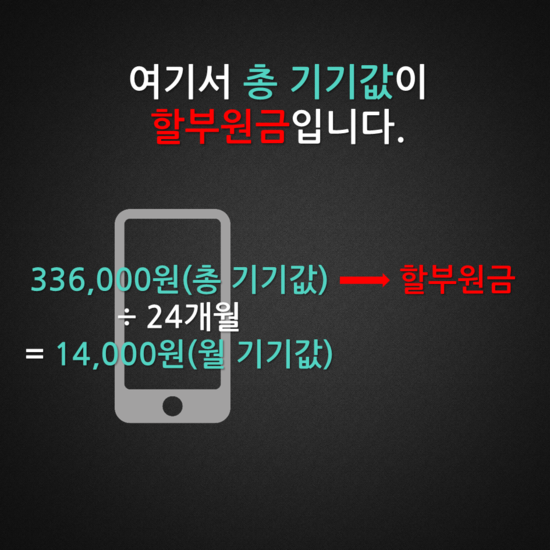 여기서 총 기기값이
할부원금입니다.
336,000원(총 기기값) → 할부원금
÷ 24개월
= 14,000원(월 기기값)